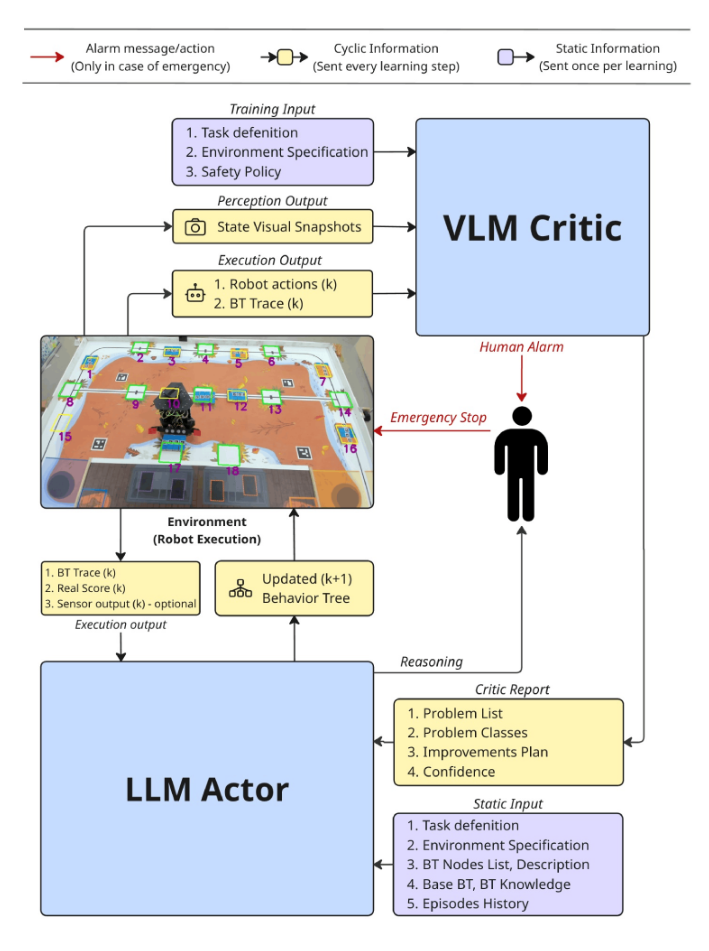 Alarm message/action
(Only in case of emergency)
Cyclic Information
(Sent every learning step)
Static Information
(Sent once per learning)
Training Input
1. Task defenition
2. Environment Specification
3. Safety Policy
Perception Output
State Visual Snapshots
Execution Output
1. Robot actions (k)
2. BT Trace (k)
VLM Critic
Human Alarm
Emergency Stop
1
2
3
4
5
6
7
8
9
10
11
12
13
14
15
16
17
18
Environment
(Robot Execution)
1. BT Trace (k)
2. Real Score (k)
3. Sensor output (k) - optional
Execution output
Updated (k+1)
Behavior Tree
Reasoning
LLM Actor
Critic Report
1. Problem List
2. Problem Classes
3. Improvements Plan
4. Confidence
Static Input
1. Task defenition
2. Environment Specification
3. BT Nodes List, Description
4. Base BT, BT Knowledge
5. Episodes History